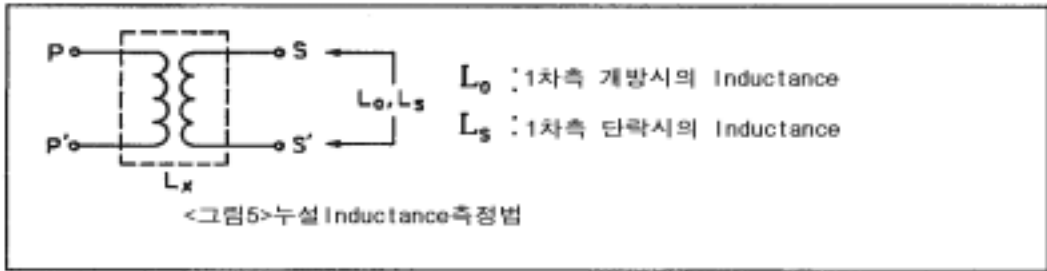 P S
L₀ :1차측 개방시의 Inductance
L₀,Lₛ
Lₛ :1차측 단락시의 Inductance
P' S'
Lₓ
<그림5>누설Inductance측정법